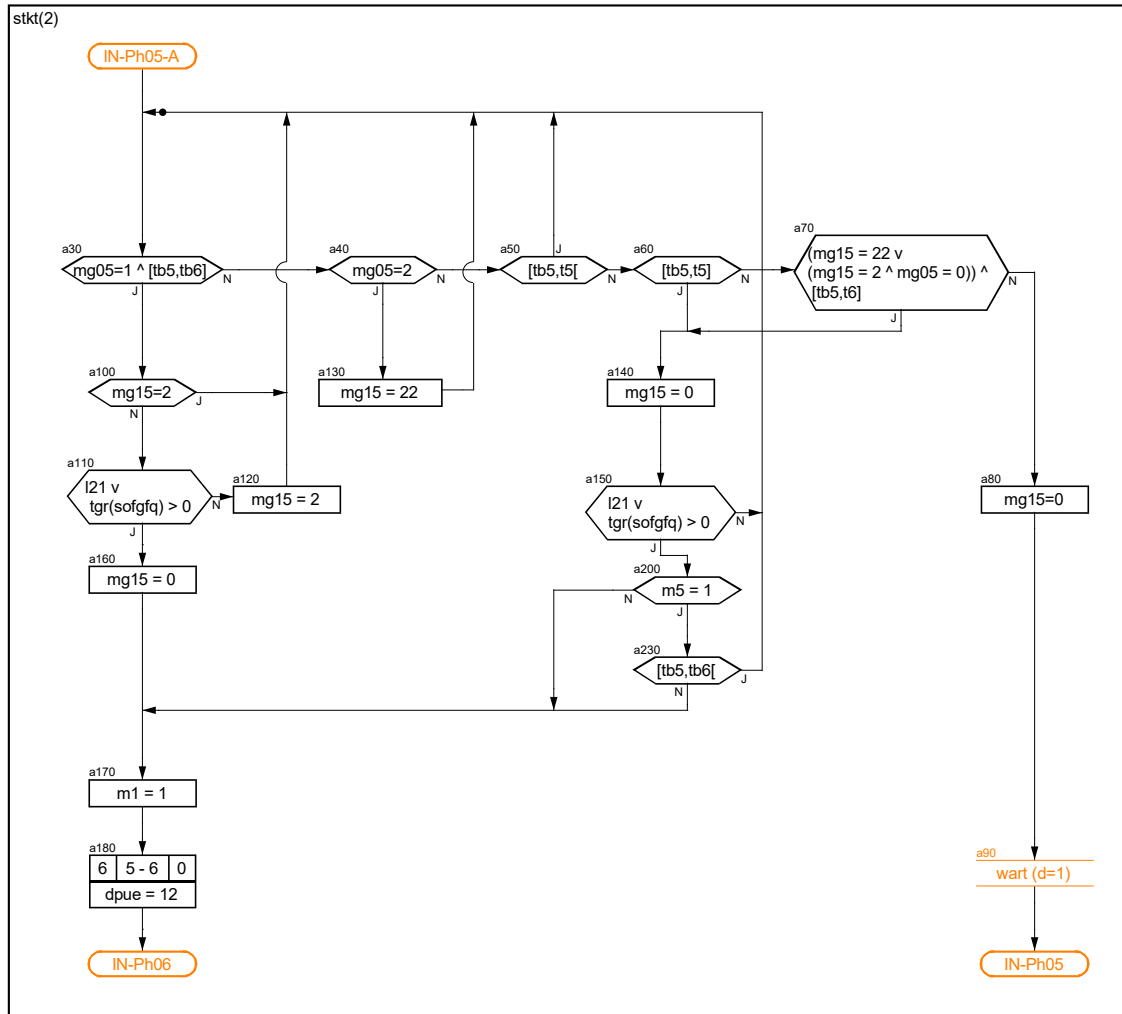 stkt(2)
IN-Ph05-A
a30
mg05=1 ^ [tb5,tb6]
N
J
a40
mg05=2
N
J
a50
[tb5,t5[
J
N
a60
[tb5,t5]
N
J
a70
(mg15 = 22 v
(mg15 = 2 ^ mg05 = 0)) ^
[tb5,t6]
N
J
a100
mg15=2
J
N
a130
mg15 = 22
a140
mg15 = 0
a110
l21 v
tgr(sofgfq) > 0
N
J
a120
mg15 = 2
a150
l21 v
tgr(sofgfq) > 0
N
J
a80
mg15=0
a160
mg15 = 0
a200
m5 = 1
N
J
a230
[tb5,tb6[
J
N
a170
m1 = 1
a180
6 5 - 6 0
dpue = 12
a90
wart (d=1)
IN-Ph06
IN-Ph05